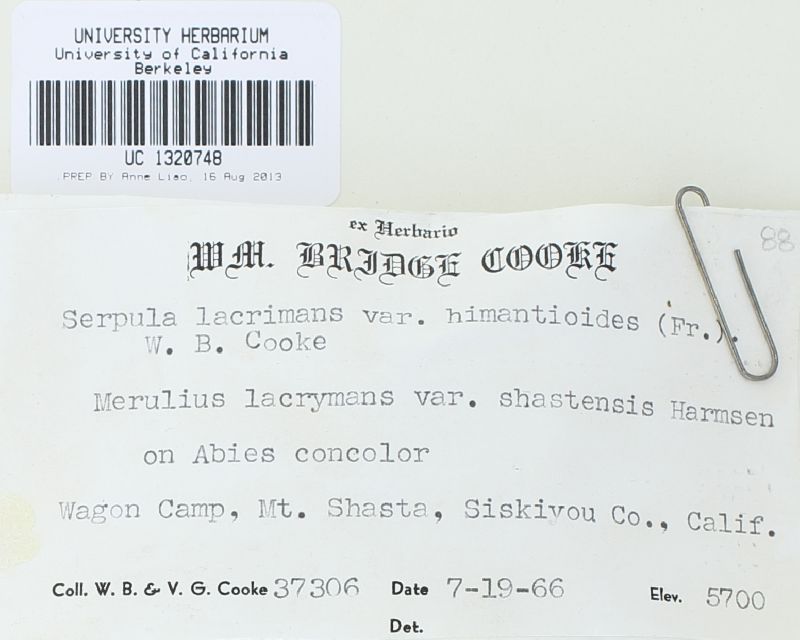 UNIVERSITY HERBARIUM
University of California
Berkeley
UC 1320748
PREP BY Anne Liao, 16 Aug 2013
88
ex Herbario
WM. BRIDGE COOKE
Serpula lacrimans var. himantioides (Fr.).
W. B. Cooke
Merulius lacrymans var. shastensis Harmsen
on Abies concolor
Wagon Camp, Mt. Shasta, Siskiyou Co., Calif.
Coll. W. B. & V. G. Cooke 37306 Date 7-19-66 Elev. 5700
Det.